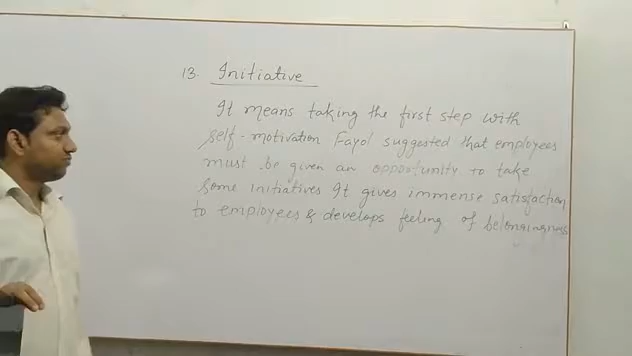 13. Initiative
It means taking the first step with
self-motivation Fayol suggested that employees
must be given an opportunity to take
some initiatives It gives immense satisfaction
to employees & develops feeling of belongingness